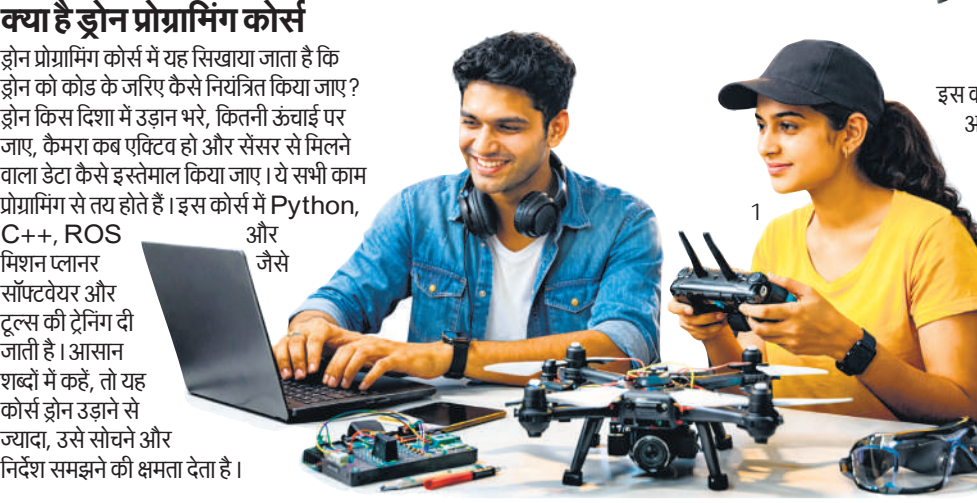 क्या है ड्रोन प्रोग्रामिंग कोर्स
ड्रोन प्रोग्रामिंग कोर्स में यह सिखाया जाता है कि
ड्रोन को कोड के जरिए कैसे नियंत्रित किया जाए?
ड्रोन किस दिशा में उड़ान भरे, कितनी ऊंचाई पर
जाए, कैमरा कब एक्टिव हो और सेंसर से मिलने
वाला डेटा कैसे इस्तेमाल किया जाए। ये सभी काम
प्रोग्रामिंग से तय होते हैं। इस कोर्स में Python,
C++, ROS और
मिशन प्लानर जैसे
सॉफ्टवेयर और
टूल्स की ट्रेनिंग दी
जाती है। आसान
शब्दों में कहें, तो यह
कोर्स ड्रोन उड़ाने से
ज्यादा, उसे सोचने और
निर्देश समझने की क्षमता देता है।
1
इस